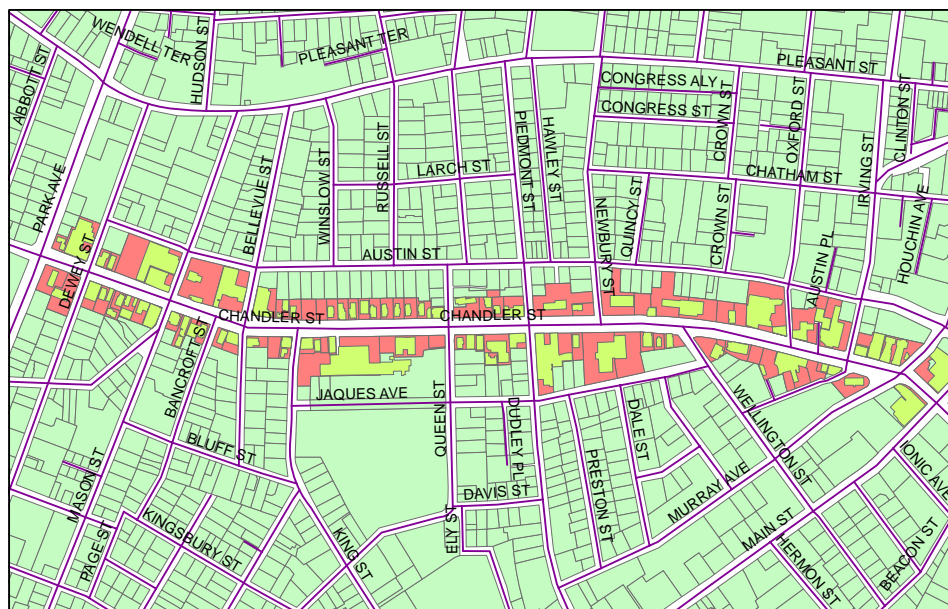 WENDELL TER
HUDSON ST
PLEASANT TER
PLEASANT ST
ABBOTT ST
CONGRESS ALY
CONGRESS ST
CROWN ST
OXFORD ST
CLINTON ST
PARK AVE
BELLEVUE ST
WINSLOW ST
RUSSELL ST
LARCH ST
PIEDMONT ST
HAWLEY ST
CHATHAM ST
IRVING ST
HOUCHIN AVE
NEWBURY ST
QUINCY ST
CROWN ST
AUSTIN ST
DEWEY ST
AUSTIN PL
CHANDLER ST
CHANDLER ST
BANCROFT ST
JAQUES AVE
QUEEN ST
DUDLEY PL
DALE ST
WELLINGTON ST
BLUFF ST
PRESTON ST
MURRAY AVE
IONIC AVE
MASON ST
DAVIS ST
KINGSBURY ST
PAGE ST
KING ST
ELY ST
MAIN ST
HERMON ST
BEACON ST